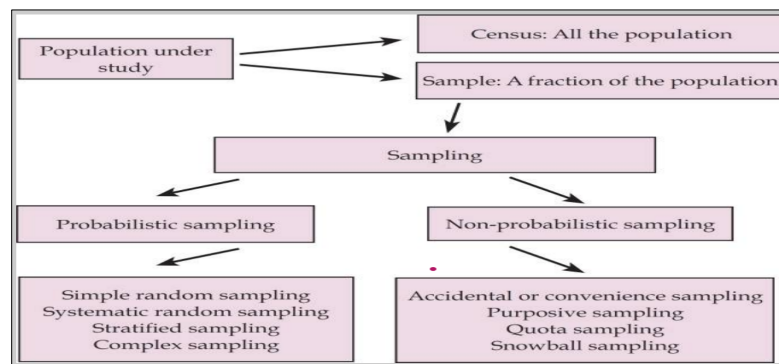 Population under
study
Census: All the population
Sample: A fraction of the population
Sampling
Probabilistic sampling
Non-probabilistic sampling
Simple random sampling
Systematic random sampling
Stratified sampling
Complex sampling
Accidental or convenience sampling
Purposive sampling
Quota sampling
Snowball sampling